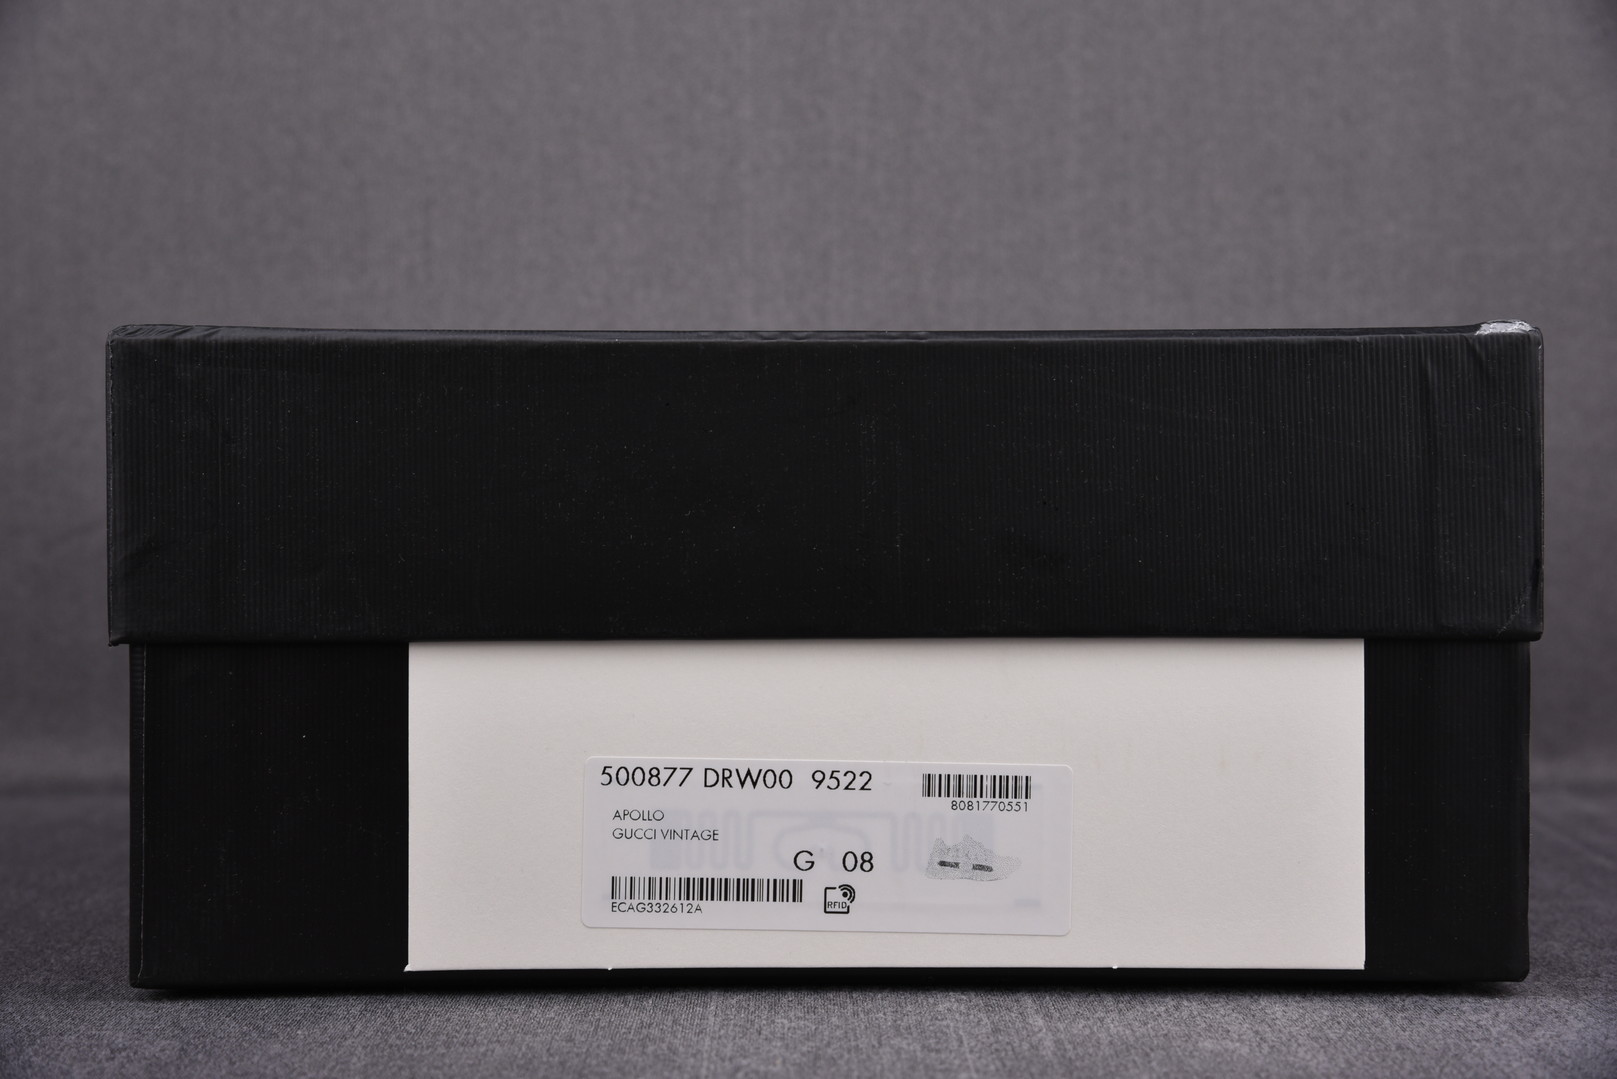 500877 DRW00 9522
8081770551
APOLLO
GUCCI VINTAGE
G 08
ECAG332612A
RFID